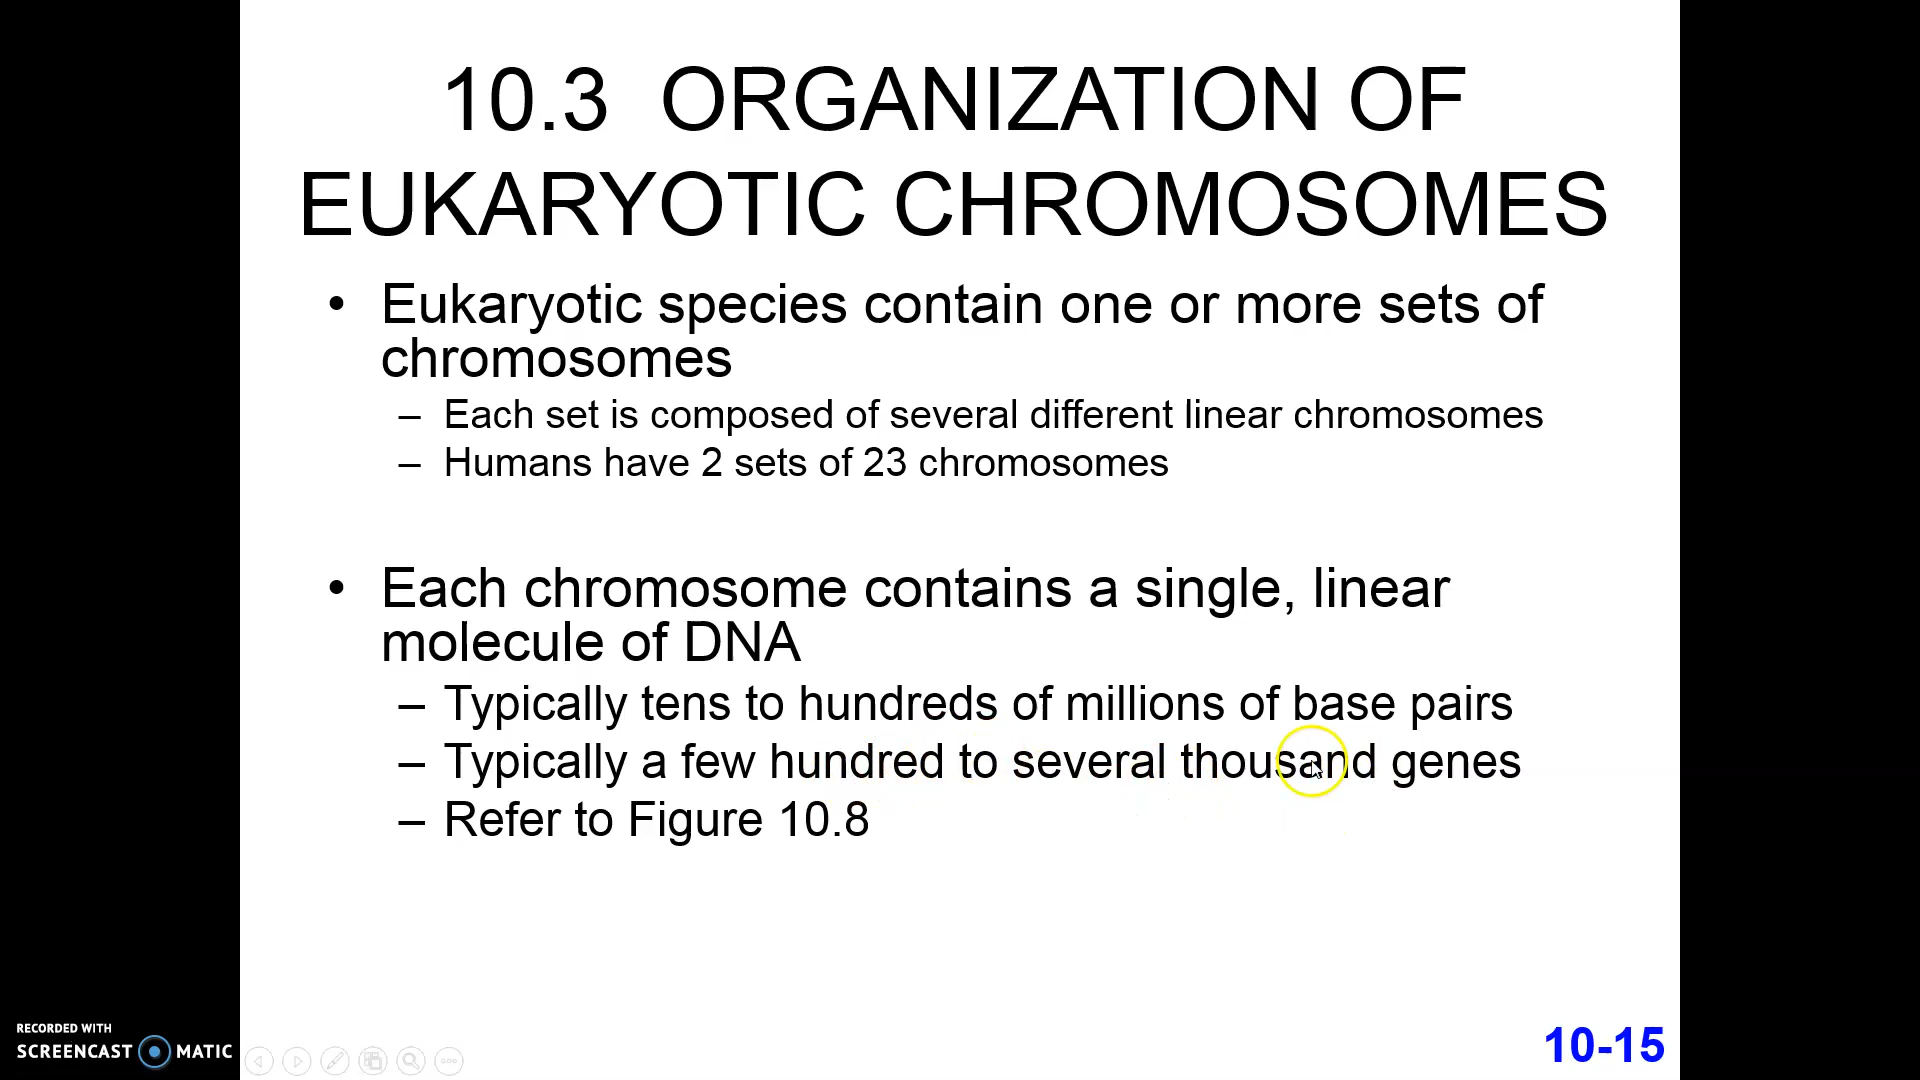 10.3 ORGANIZATION OF
EUKARYOTIC CHROMOSOMES
• Eukaryotic species contain one or more sets of
chromosomes
– Each set is composed of several different linear chromosomes
– Humans have 2 sets of 23 chromosomes
• Each chromosome contains a single, linear
molecule of DNA
– Typically tens to hundreds of millions of base pairs
– Typically a few hundred to several thousand genes
– Refer to Figure 10.8
RECORDED WITH
SCREENCAST MATIC
10-15